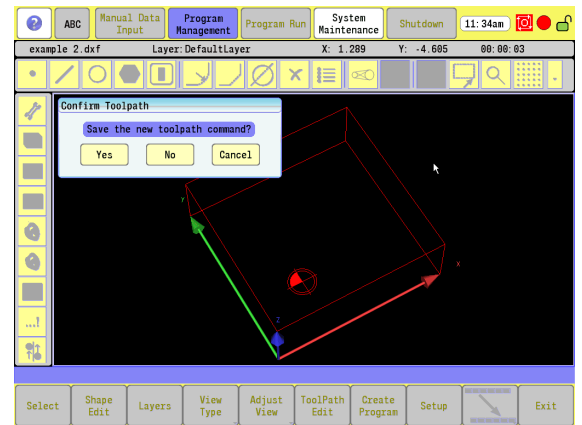 ?
ABC
Manual Data
Input
Program
Management
Program Run
System
Maintenance
Shutdown
11:34am
example 2.dxf
Layer:DefaultLayer
X: 1.289
Y: -4.605
00:00:03
Confirm Toolpath
Save the new toolpath command?
Yes
No
Cancel
Y
X
Z
...!
Select
Shape
Edit
Layers
View
Type
Adjust
View
ToolPath
Edit
Create
Program
Setup
Exit